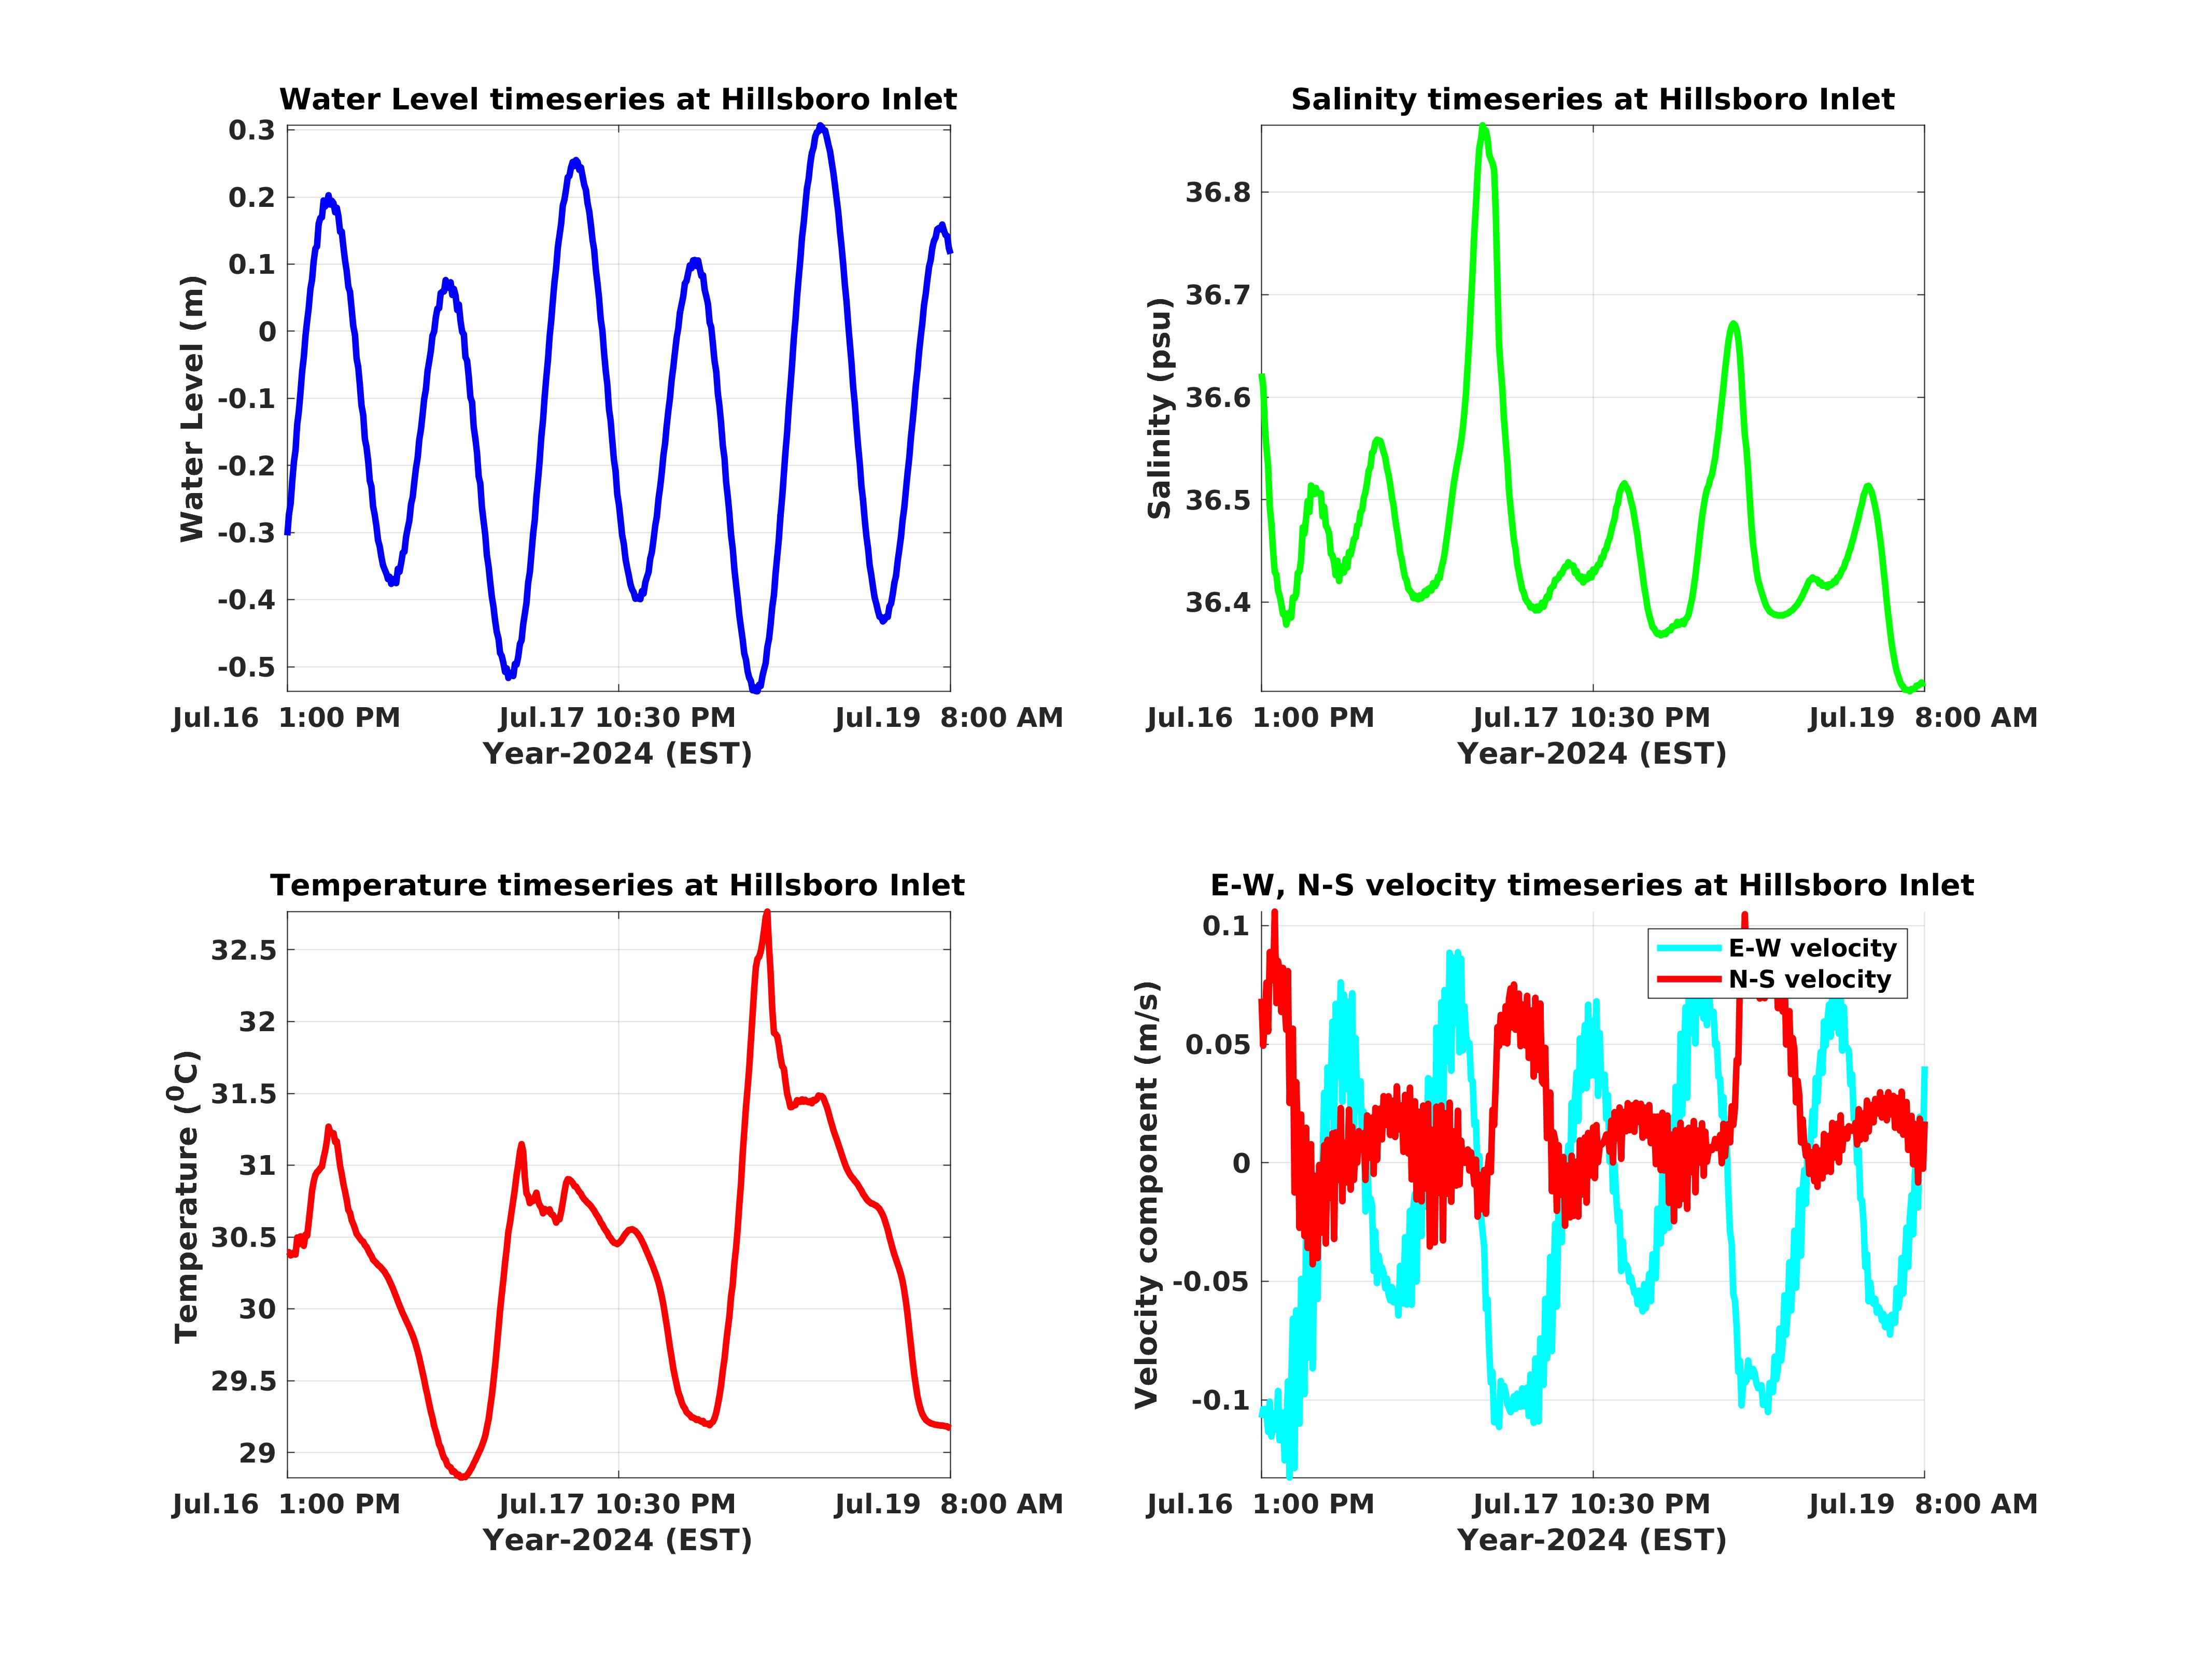 Water Level timeseries at Hillsboro Inlet
0.3
0.2
0.1
0
-0.1
-0.2
-0.3
-0.4
-0.5
Water Level (m)
Jul.16 1:00 PM
Jul.17 10:30 PM
Jul.19 8:00 AM
Year-2024 (EST)
Salinity timeseries at Hillsboro Inlet
36.8
36.7
36.6
36.5
36.4
Salinity (psu)
Jul.16 1:00 PM
Jul.17 10:30 PM
Jul.19 8:00 AM
Year-2024 (EST)
Temperature timeseries at Hillsboro Inlet
32.5
32
31.5
31
30.5
30
29.5
29
Temperature (⁰C)
Jul.16 1:00 PM
Jul.17 10:30 PM
Jul.19 8:00 AM
Year-2024 (EST)
E-W, N-S velocity timeseries at Hillsboro Inlet
0.1
0.05
0
-0.05
-0.1
Velocity component (m/s)
E-W velocity
N-S velocity
Jul.16 1:00 PM
Jul.17 10:30 PM
Jul.19 8:00 AM
Year-2024 (EST)